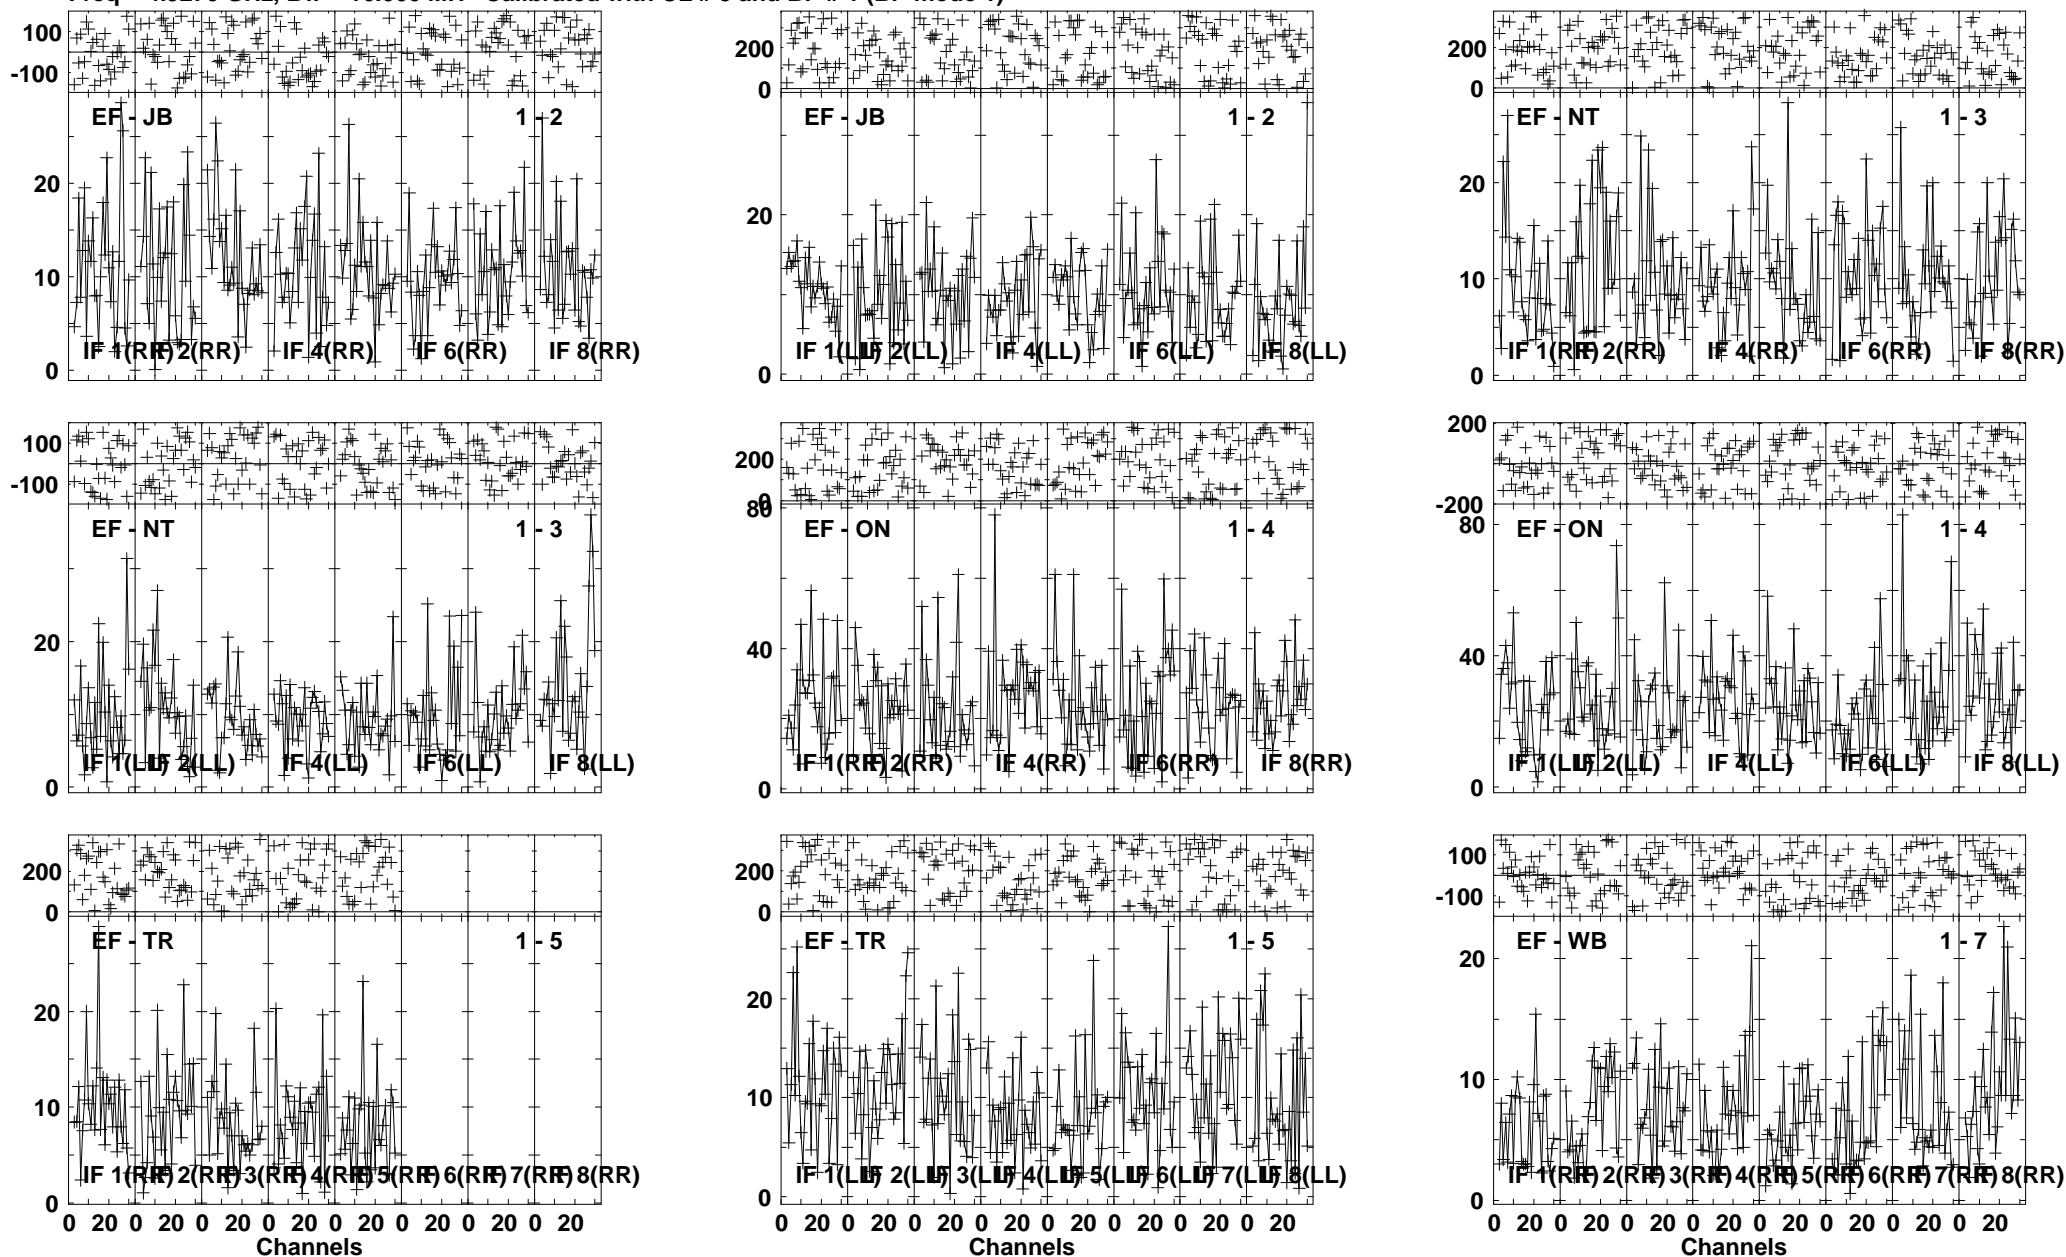 Freq GHz, Bw = MH Calibrated with CL # and BP # (BP mode 1)
100
-100
EF - JB 1 - 2
20
10
0
IF 1(RR) IF 2(RR) IF 4(RR) IF 6(RR) IF 8(RR)
200
0
EF - JB 1 - 2
20
0
IF 1(LL) IF 2(LL) IF 4(LL) IF 6(LL) IF 8(LL)
200
0
EF - NT 1 - 3
20
10
0
IF 1(RR) IF 2(RR) IF 4(RR) IF 6(RR) IF 8(RR)
100
-100
EF - NT 1 - 3
20
0
IF 1(LL) IF 2(LL) IF 4(LL) IF 6(LL) IF 8(LL)
200
0
80
EF - ON 1 - 4
40
0
IF 1(RR) IF 2(RR) IF 4(RR) IF 6(RR) IF 8(RR)
200
0
-200
80
EF - ON 1 - 4
40
0
IF 1(LL) IF 2(LL) IF 4(LL) IF 6(LL) IF 8(LL)
200
0
EF - TR 1 - 5
20
10
0
IF 1(RR) IF 2(RR) IF 3(RR) IF 4(RR) IF 5(RR) IF 6(RR) IF 7(RR) IF 8(RR)
0 20 0 20 0 20 0 20 0 20 0 20 0 20 0 20
Channels
200
0
EF - TR 1 - 5
20
10
0
IF 1(LL) IF 2(LL) IF 3(LL) IF 4(LL) IF 5(LL) IF 6(LL) IF 7(LL) IF 8(LL)
0 20 0 20 0 20 0 20 0 20 0 20 0 20 0 20
Channels
100
-100
EF - WB 1 - 7
20
10
0
IF 1(RR) IF 2(RR) IF 3(RR) IF 4(RR) IF 5(RR) IF 6(RR) IF 7(RR) IF 8(RR)
0 20 0 20 0 20 0 20 0 20 0 20 0 20 0 20
Channels